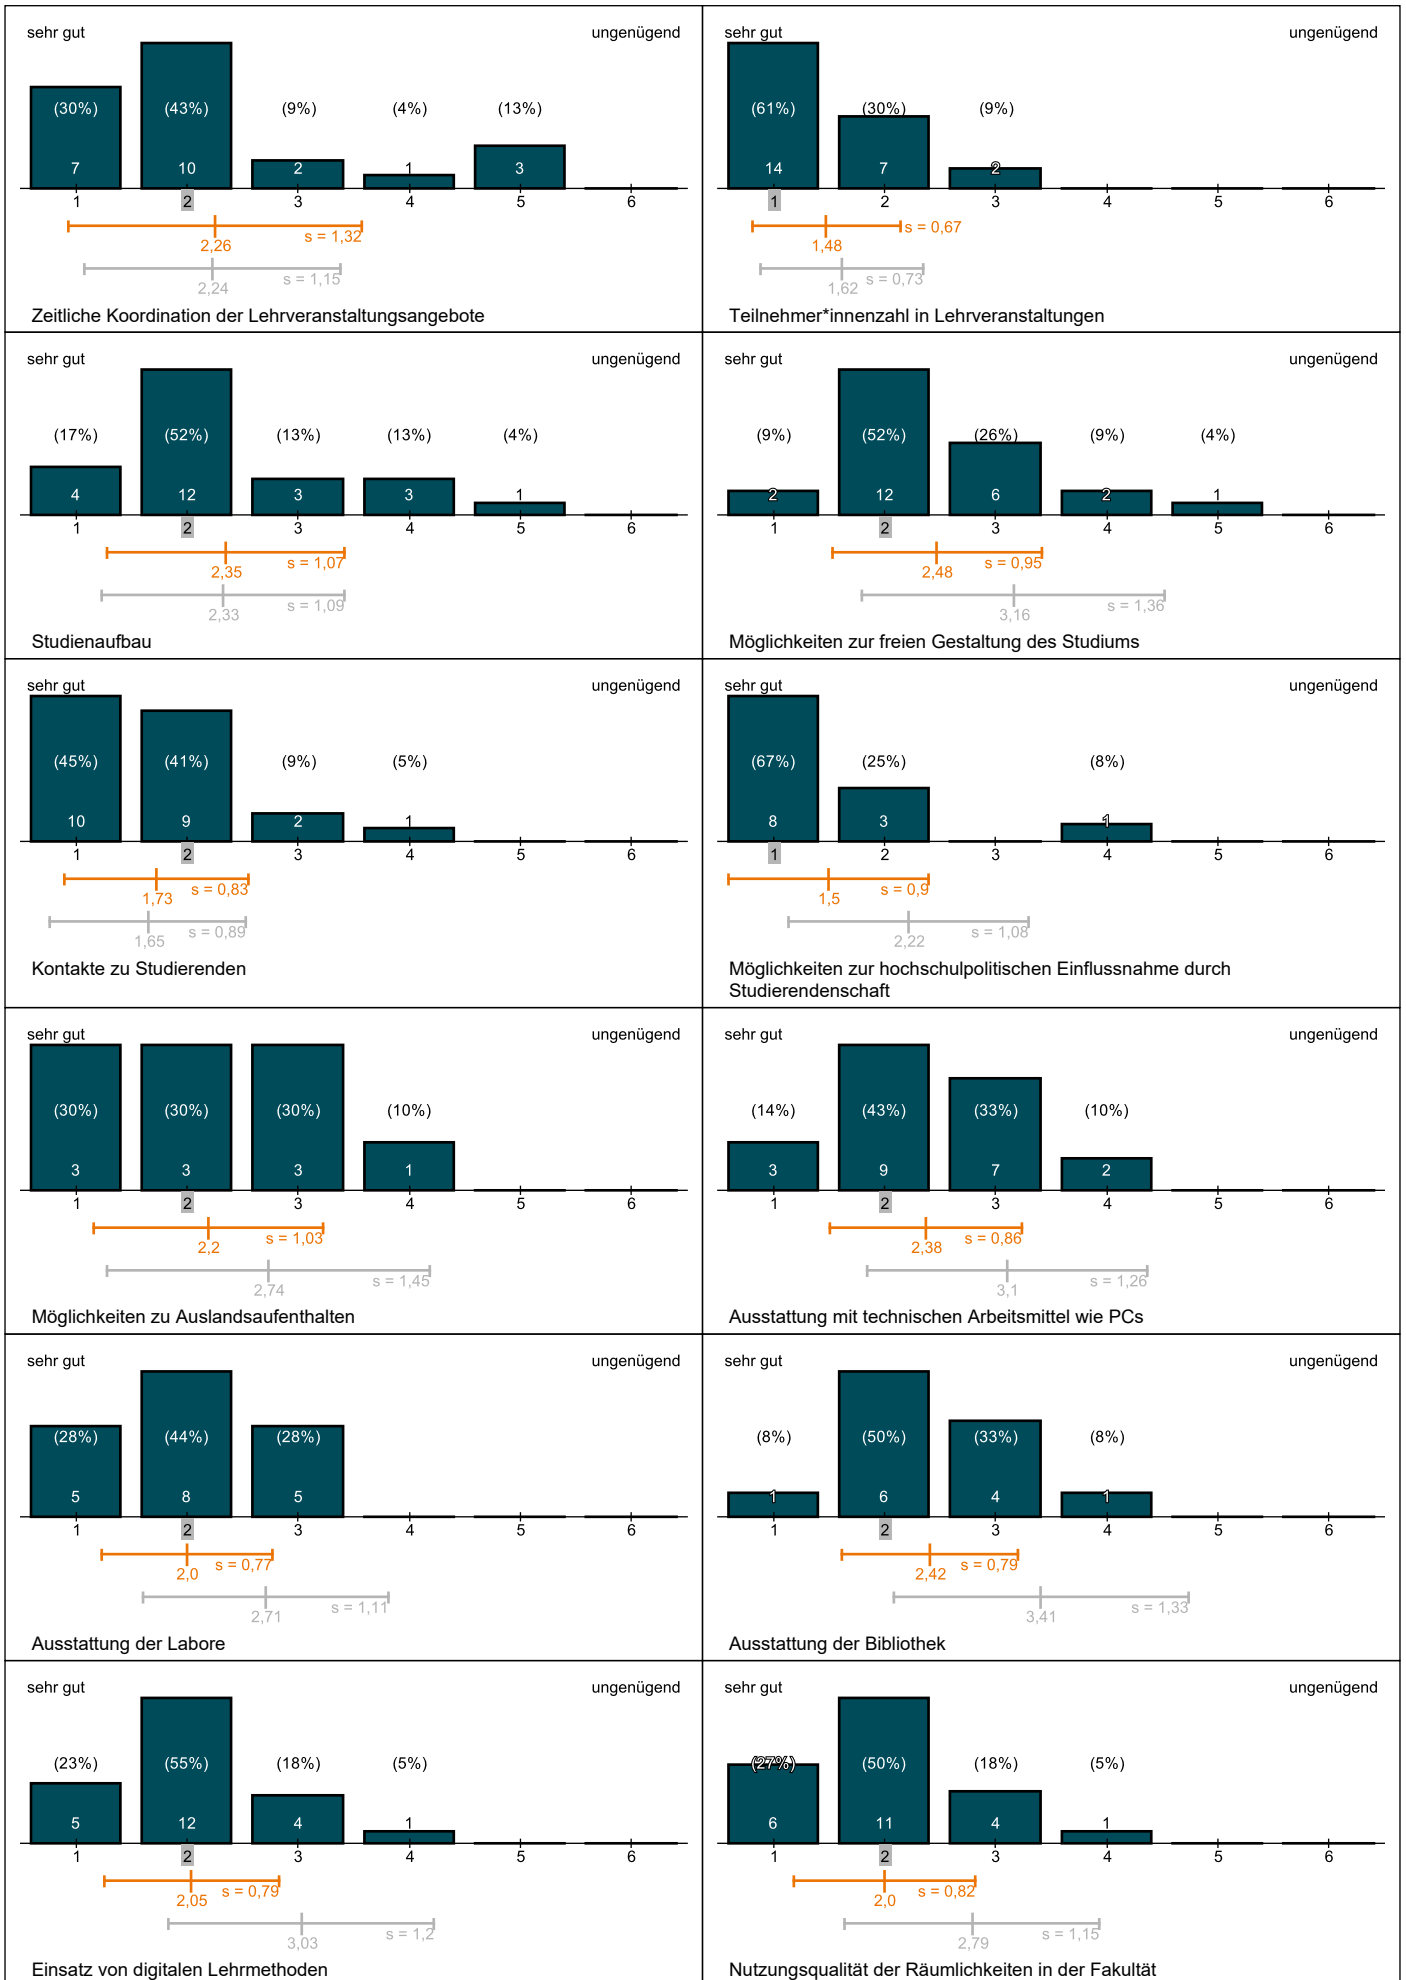 sehr gut ungenügend
(30%) (43%) (9%) (4%) (13%)
7 10 2 1 3
1 2 3 4 5 6
s = 1,32
2,26
s = 1,15
2,24
Zeitliche Koordination der Lehrveranstaltungsangebote
sehr gut ungenügend
(61%) (30%) (9%)
14 7 2
1 2 3 4 5 6
s = 0,67
1,48
s = 0,73
1,62
Teilnehmer*innenzahl in Lehrveranstaltungen
sehr gut ungenügend
(17%) (52%) (13%) (13%) (4%)
4 12 3 3 1
1 2 3 4 5 6
s = 1,07
2,35
s = 1,09
2,33
Studienaufbau
sehr gut ungenügend
(9%) (52%) (26%) (9%) (4%)
2 12 6 2 1
1 2 3 4 5 6
s = 0,95
2,48
s = 1,36
3,16
Möglichkeiten zur freien Gestaltung des Studiums
sehr gut ungenügend
(45%) (41%) (9%) (5%)
10 9 2 1
1 2 3 4 5 6
s = 0,83
1,73
s = 0,89
1,65
Kontakte zu Studierenden
sehr gut ungenügend
(67%) (25%) (8%)
8 3 1
1 2 3 4 5 6
s = 0,9
1,5
s = 1,08
2,22
Möglichkeiten zur hochschulpolitischen Einflussnahme durch
Studierendenschaft
sehr gut ungenügend
(30%) (30%) (30%) (10%)
3 3 3 1
1 2 3 4 5 6
s = 1,03
2,2
s = 1,45
2,74
Möglichkeiten zu Auslandsaufenthalten
sehr gut ungenügend
(14%) (43%) (33%) (10%)
3 9 7 2
1 2 3 4 5 6
s = 0,86
2,38
s = 1,26
3,1
Ausstattung mit technischen Arbeitsmittel wie PCs
sehr gut ungenügend
(28%) (44%) (28%)
5 8 5
1 2 3 4 5 6
s = 0,77
2,0
s = 1,11
2,71
Ausstattung der Labore
sehr gut ungenügend
(8%) (50%) (33%) (8%)
1 6 4 1
1 2 3 4 5 6
s = 0,79
2,42
s = 1,33
3,41
Ausstattung der Bibliothek
sehr gut ungenügend
(23%) (55%) (18%) (5%)
5 12 4 1
1 2 3 4 5 6
s = 0,79
2,05
s = 1,2
3,03
Einsatz von digitalen Lehrmethoden
sehr gut ungenügend
(27%) (50%) (18%) (5%)
6 11 4 1
1 2 3 4 5 6
s = 0,82
2,0
s = 1,15
2,79
Nutzungsqualität der Räumlichkeiten in der Fakultät